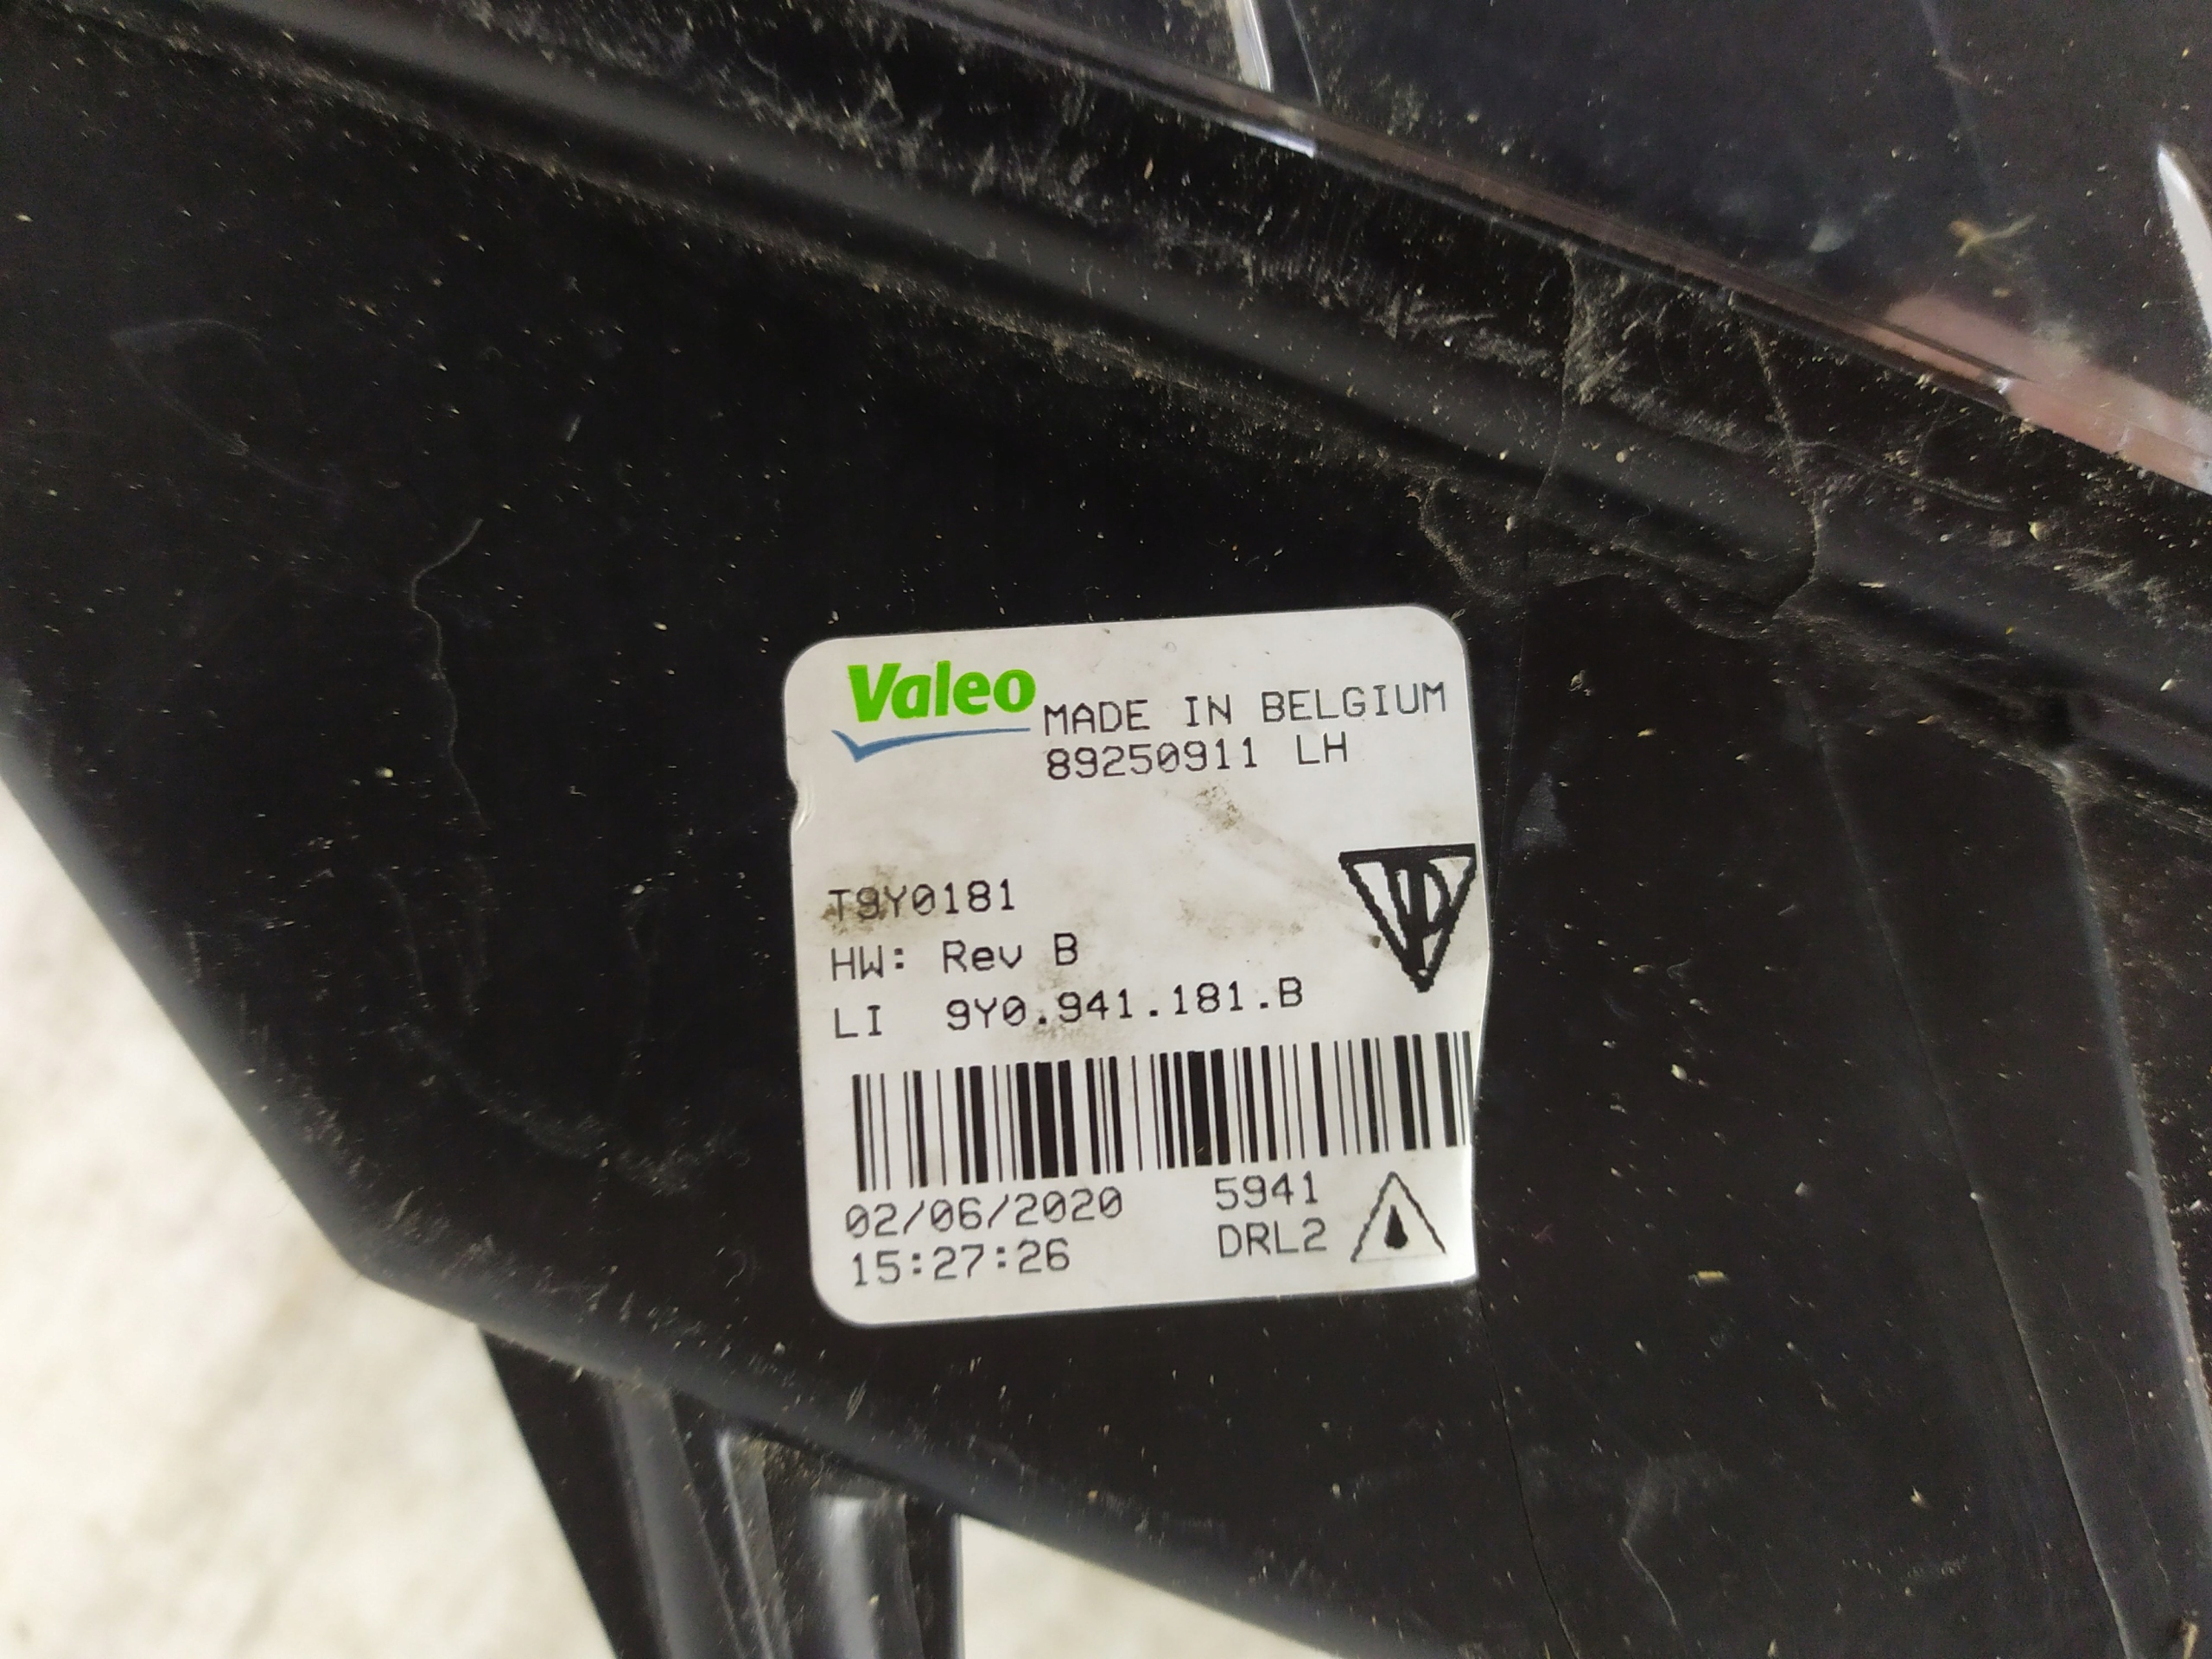 Valeo
MADE IN BELGIUM
89250911 LH
T9Y0181
HW: Rev B
LI 9Y0.941.181.B
02/06/2020 5941
15:27:26 DRL2